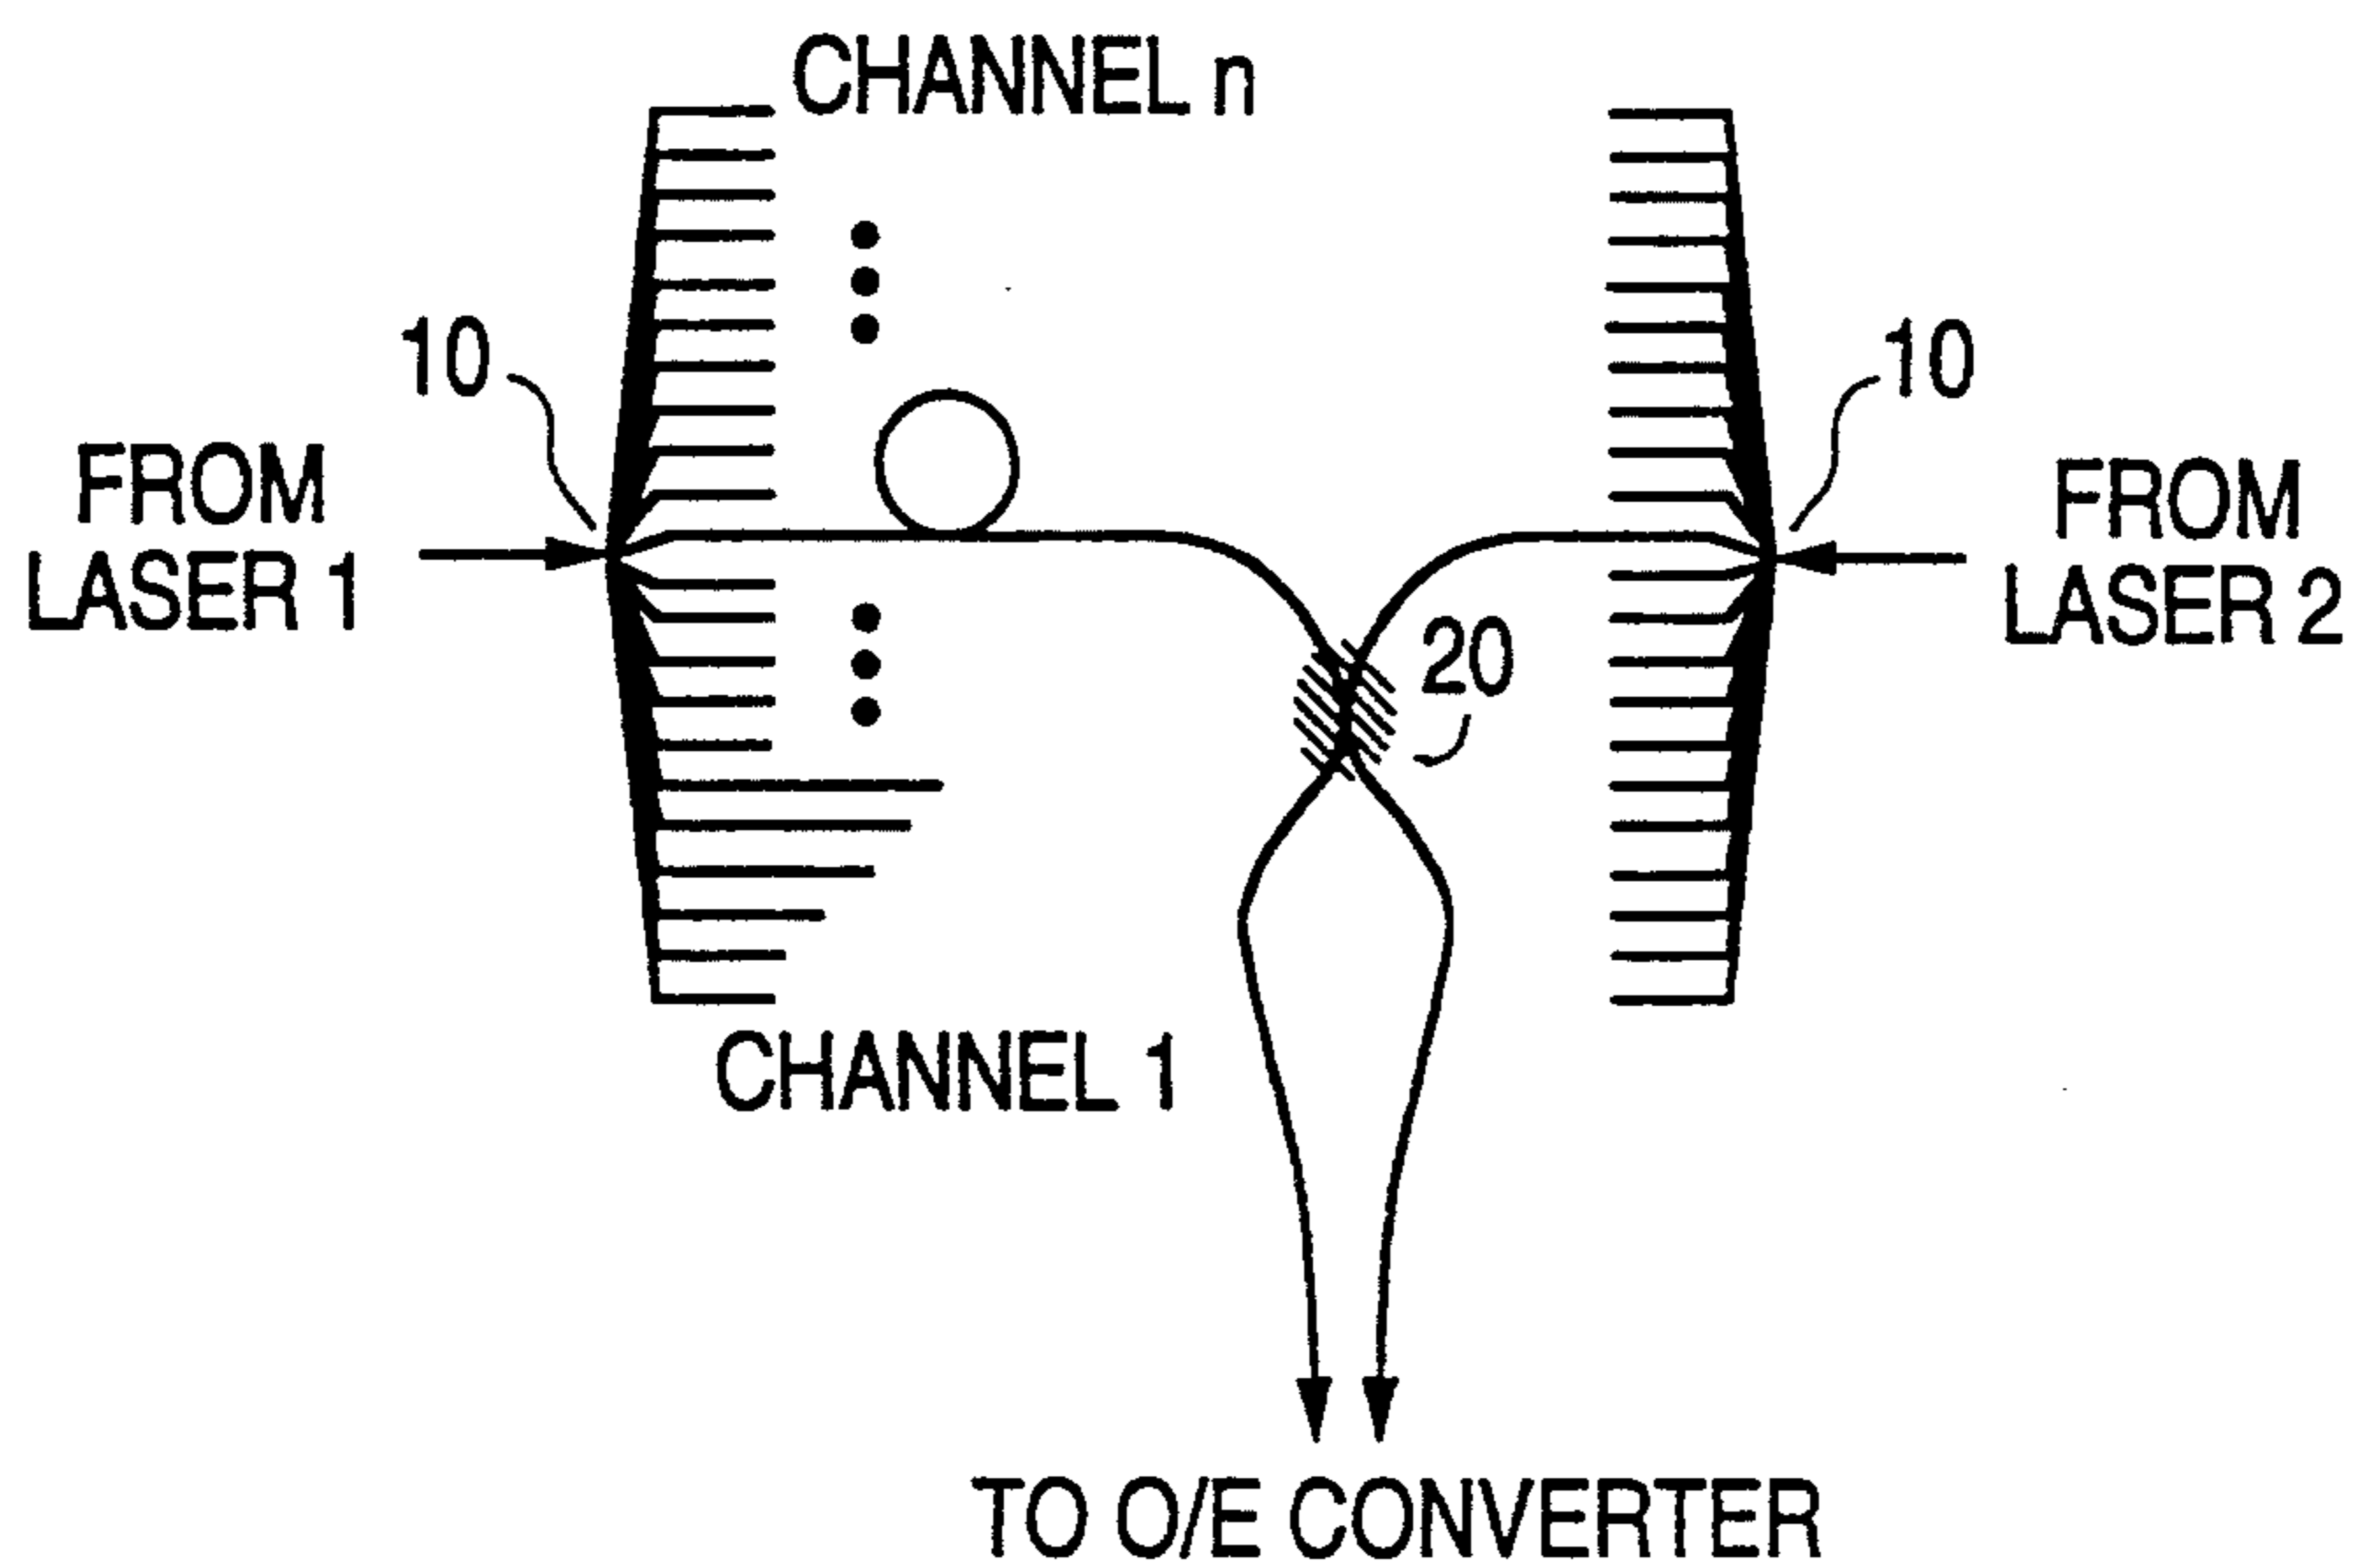 CHANNEL n
10
10
FROM
LASER 1
FROM
LASER 2
20
CHANNEL 1
TO O/E CONVERTER